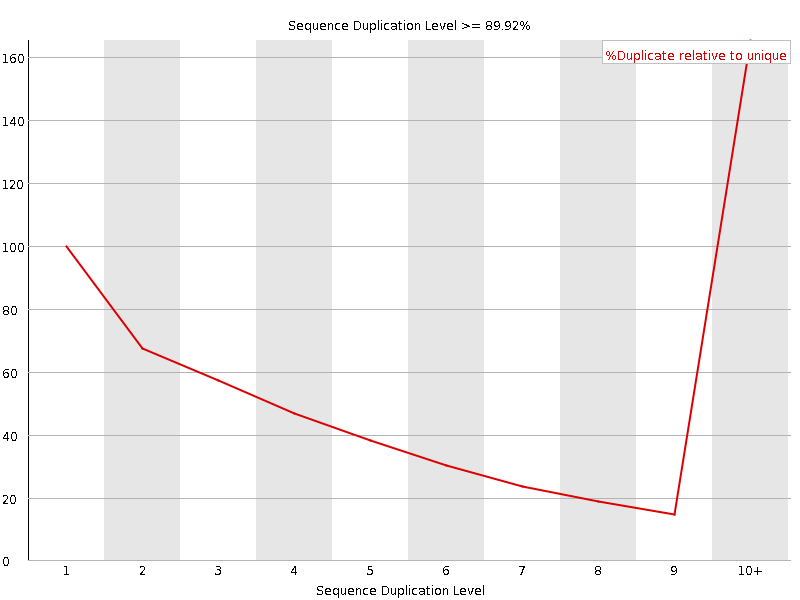 Sequence Duplication Level >= 89.92%
%Duplicate relative to unique
160
140
120
100
80
60
40
20
0
1 2 3 4 5 6 7 8 9 10+
Sequence Duplication Level